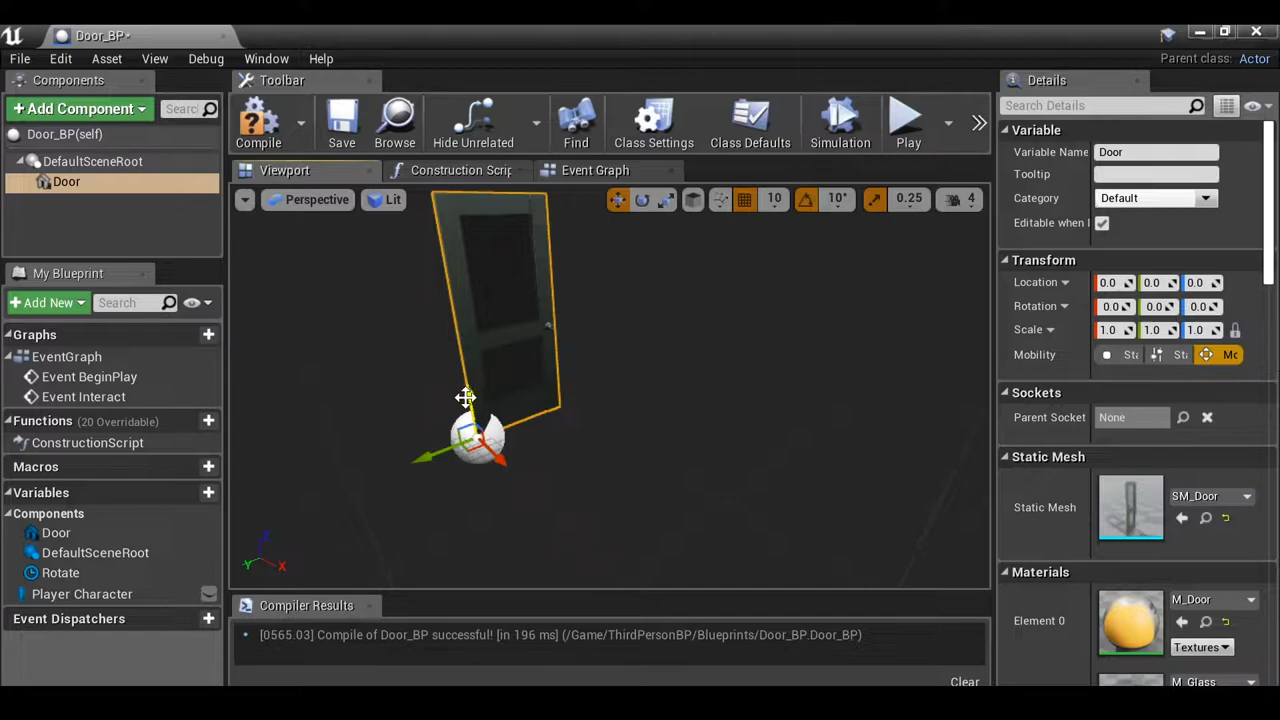 Door_BP*
File Edit Asset View Debug Window Help
Parent class: Actor
Components
+ Add Component
Searc
Door_BP(self)
DefaultSceneRoot
Door
My Blueprint
+ Add New
Search
Graphs
EventGraph
Event BeginPlay
Event Interact
Functions (20 Overridable)
ConstructionScript
Macros
Variables
Components
Door
DefaultSceneRoot
Rotate
Player Character
Event Dispatchers
Toolbar
Compile
Save
Browse
Hide Unrelated
Find
Class Settings
Class Defaults
Simulation
Play
Viewport
Construction Scrip
Event Graph
Perspective
Lit
10
10°
0.25
4
Z
Y
X
Compiler Results
[0565.03] Compile of Door_BP successful! [in 196 ms] (/Game/ThirdPersonBP/Blueprints/Door_BP.Door_BP)
Clear
Details
Search Details
Variable
Variable Name Door
Tooltip
Category Default
Editable when I
Transform
Location 0.0 0.0 0.0
Rotation 0.0 0.0 0.0
Scale 1.0 1.0 1.0
Mobility Sta Sta Mc
Sockets
Parent Socket None
Static Mesh
Static Mesh SM_Door
Materials
Element 0 M_Door
Textures
M_Glass